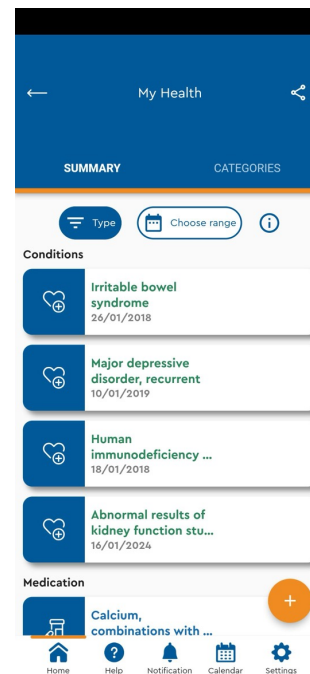 My Health
SUMMARY CATEGORIES
Type Choose range
Conditions
Irritable bowel
syndrome
26/01/2018
Major depressive
disorder, recurrent
10/01/2019
Human
immunodeficiency ...
18/01/2018
Abnormal results of
kidney function stu...
16/01/2024
Medication
Calcium,
combinations with ...
Home Help Notification Calendar Settings